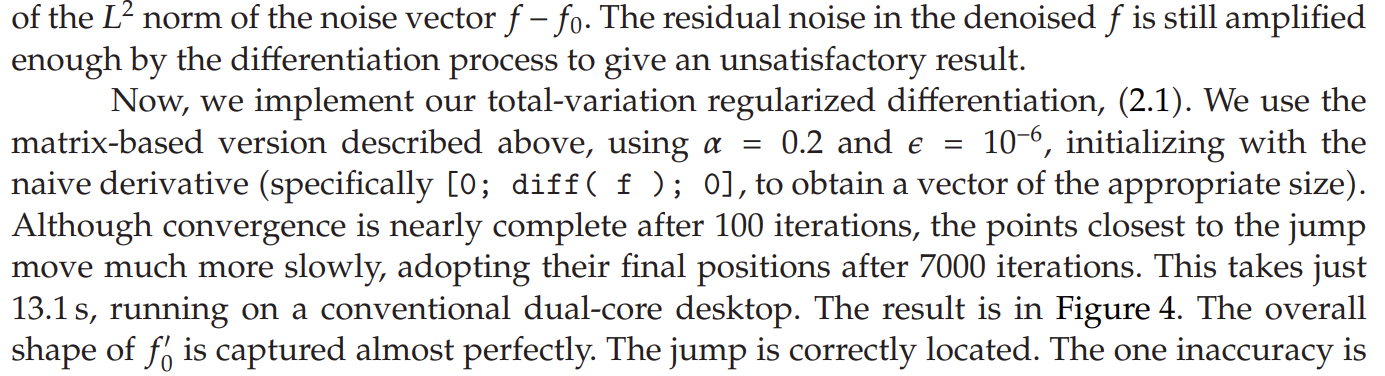 of the L² norm of the noise vector f − f₀. The residual noise in the denoised f is still amplified
enough by the differentiation process to give an unsatisfactory result.
Now, we implement our total-variation regularized differentiation, (2.1). We use the
matrix-based version described above, using α = 0.2 and ϵ = 10⁻⁶, initializing with the
naive derivative (specifically [0; diff( f ); 0], to obtain a vector of the appropriate size).
Although convergence is nearly complete after 100 iterations, the points closest to the jump
move much more slowly, adopting their final positions after 7000 iterations. This takes just
13.1 s, running on a conventional dual-core desktop. The result is in Figure 4. The overall
shape of f₀′ is captured almost perfectly. The jump is correctly located. The one inaccuracy is